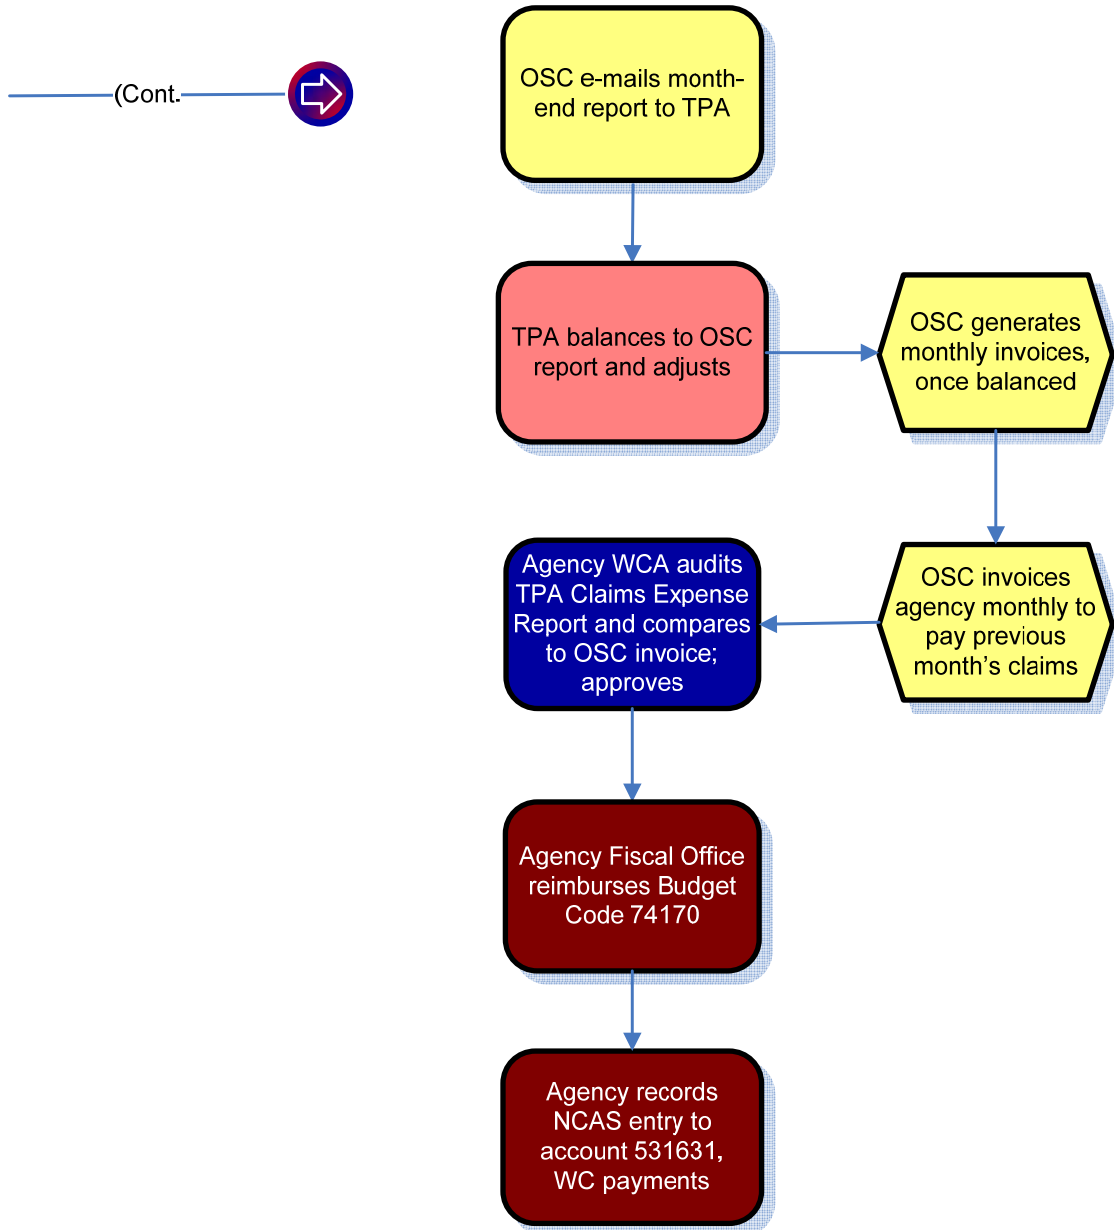 (Cont.
OSC e-mails month-
end report to TPA
TPA balances to OSC
report and adjusts
OSC generates
monthly invoices,
once balanced
OSC invoices
agency monthly to
pay previous
month’s claims
Agency WCA audits
TPA Claims Expense
Report and compares
to OSC invoice;
approves
Agency Fiscal Office
reimburses Budget
Code 74170
Agency records
NCAS entry to
account 531631,
WC payments